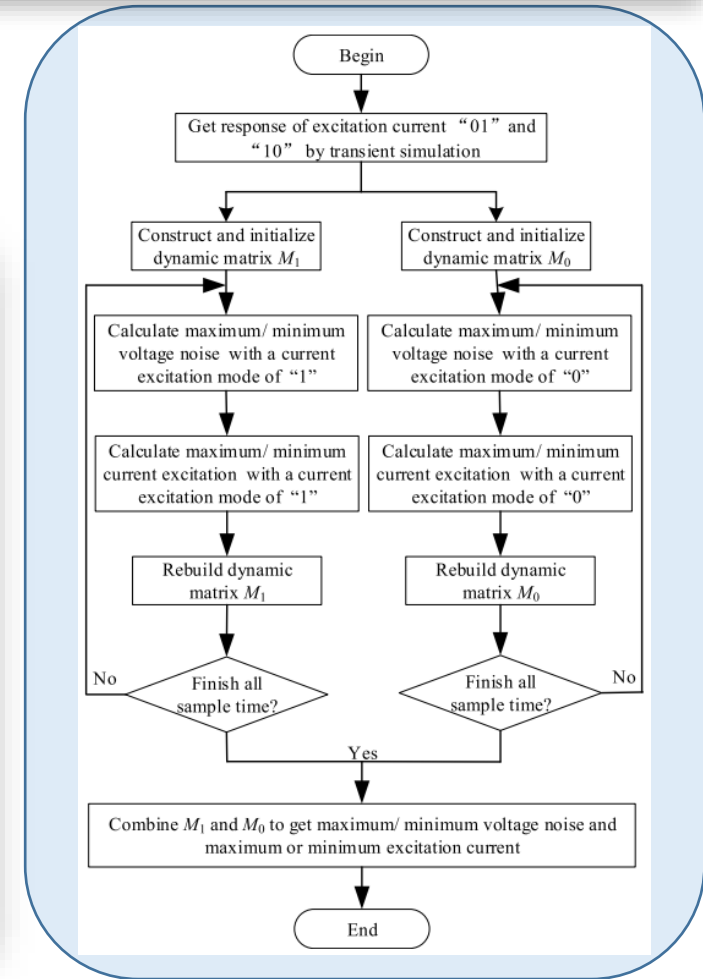 Begin
Get response of excitation current “01” and
“10” by transient simulation
Construct and initialize
dynamic matrix M1
Construct and initialize
dynamic matrix M0
Calculate maximum/ minimum
voltage noise with a current
excitation mode of “1”
Calculate maximum/ minimum
voltage noise with a current
excitation mode of “0”
Calculate maximum/ minimum
current excitation with a current
excitation mode of “1”
Calculate maximum/ minimum
current excitation with a current
excitation mode of “0”
Rebuild dynamic
matrix M1
Rebuild dynamic
matrix M0
No
Finish all
sample time?
Finish all
sample time?
No
Yes
Combine M1 and M0 to get maximum/ minimum voltage noise and
maximum or minimum excitation current
End